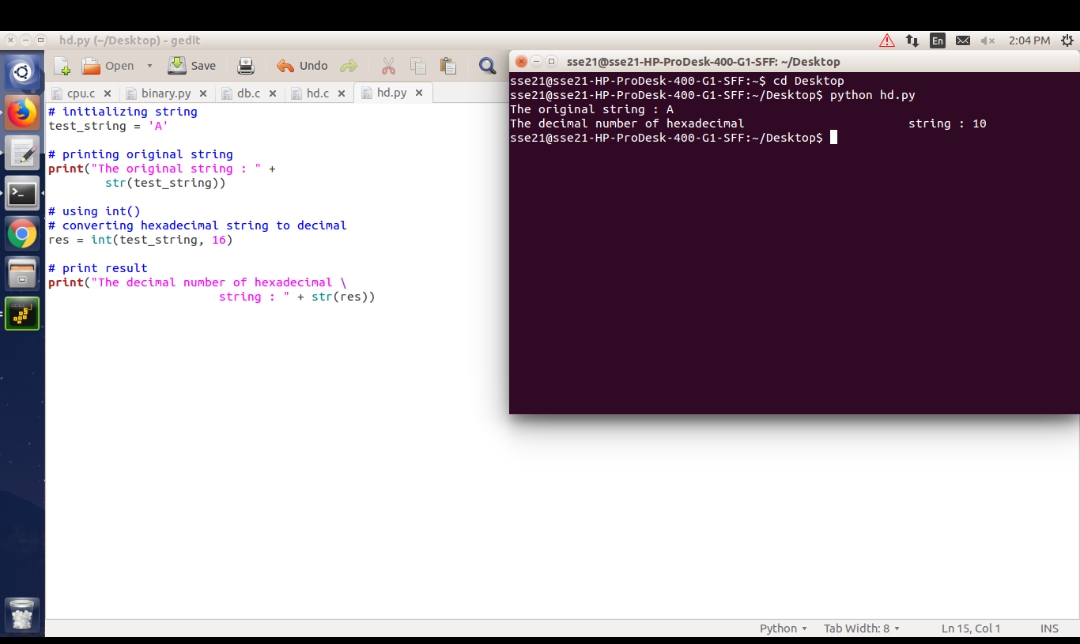 hd.py (~/Desktop) - gedit
En
2:04 PM
Open
Save
Undo
cpu.c
binary.py
db.c
hd.c
hd.py
# initializing string
test_string = 'A'
# printing original string
print("The original string : " +
str(test_string))
# using int()
# converting hexadecimal string to decimal
res = int(test_string, 16)
# print result
print("The decimal number of hexadecimal \
string : " + str(res))
sse21@sse21-HP-ProDesk-400-G1-SFF: ~/Desktop
sse21@sse21-HP-ProDesk-400-G1-SFF:~$ cd Desktop
sse21@sse21-HP-ProDesk-400-G1-SFF:~/Desktop$ python hd.py
The original string : A
The decimal number of hexadecimal                       string : 10
sse21@sse21-HP-ProDesk-400-G1-SFF:~/Desktop$
Python
Tab Width: 8
Ln 15, Col 1
INS